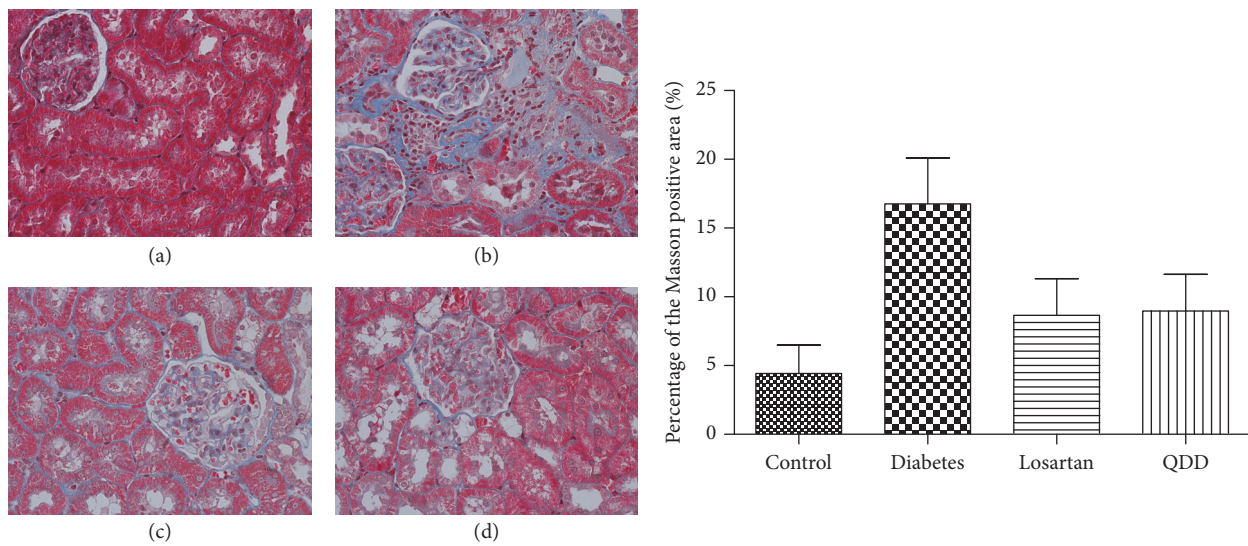 (a)
(b)
(c)
(d)
Percentage of the Masson positive area (%)
25
20
15
10
5
0
Control
Diabetes
Losartan
QDD